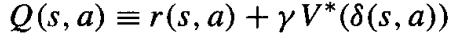 Q(s, a) ≡ r(s, a) + γ V*(δ(s, a))